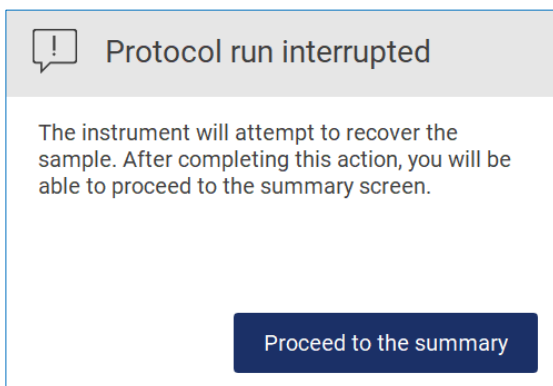 Protocol run interrupted
The instrument will attempt to recover the
sample. After completing this action, you will be
able to proceed to the summary screen.
Proceed to the summary